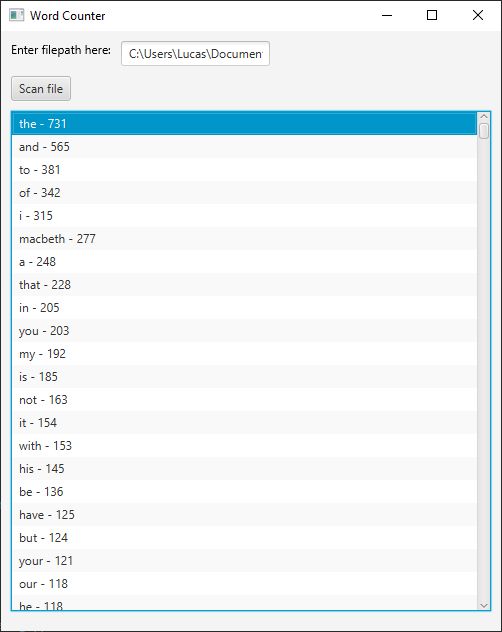 Word Counter
Enter filepath here: C:\Users\Lucas\Documen
Scan file
the - 731
and - 565
to - 381
of - 342
i - 315
macbeth - 277
a - 248
that - 228
in - 205
you - 203
my - 192
is - 185
not - 163
it - 154
with - 153
his - 145
be - 136
have - 125
but - 124
your - 121
our - 118
he - 118